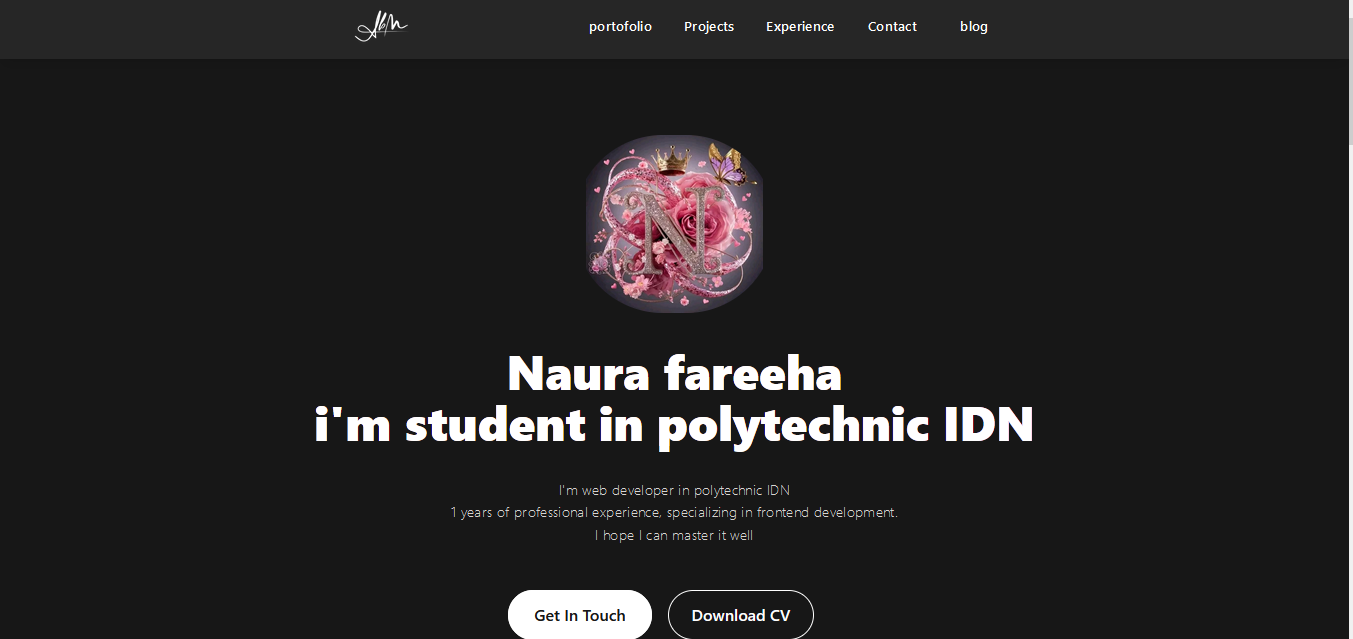 portofolio Projects Experience Contact blog
N
Naura fareeha
i'm student in polytechnic IDN
I'm web developer in polytechnic IDN
1 years of professional experience, specializing in frontend development.
I hope I can master it well
Get In Touch Download CV